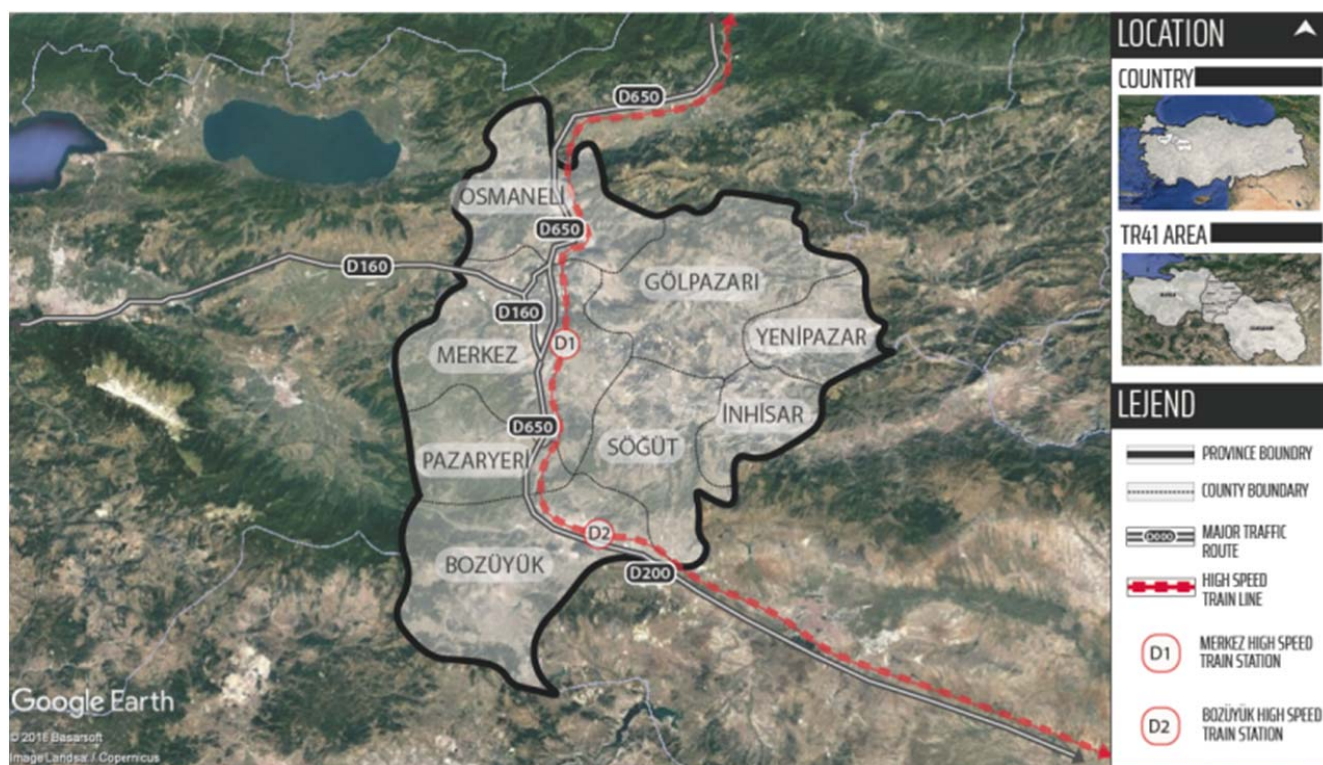 D650
OSMANELİ
D650
D160
GÖLPAZARI
D160
YENİPAZAR
MERKEZ
D1
İNHİSAR
D650
SÖĞÜT
PAZARYERİ
D2
BOZÜYÜK
D200
Google Earth
© 2018 Basarsoft
Image Landsat / Copernicus
LOCATION
COUNTRY
TR41 AREA
LEJEND
PROVINCE BOUNDRY
COUNTY BOUNDARY
MAJOR TRAFFIC
ROUTE
HIGH SPEED
TRAIN LINE
D1
MERKEZ HIGH SPEED
TRAIN STATION
D2
BOZÜYÜK HIGH SPEED
TRAIN STATION